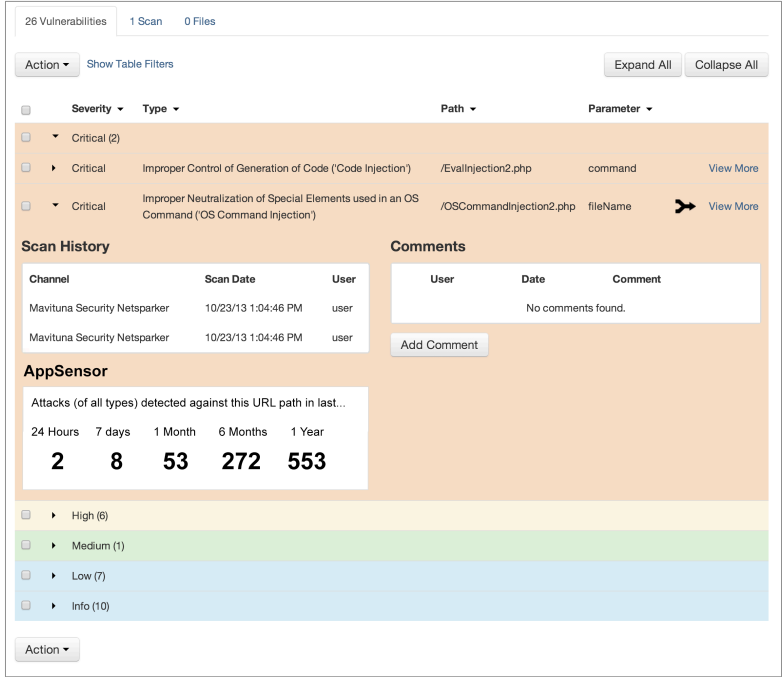 26 Vulnerabilities 1 Scan 0 Files
Action Show Table Filters Expand All Collapse All
Severity Type Path Parameter
Critical (2)
Critical Improper Control of Generation of Code ('Code Injection') /EvalInjection2.php command View More
Improper Neutralization of Special Elements used in an OS
Critical /OSCommandInjection2.php fileName View More
Command ('OS Command Injection')
Scan History Comments
Channel Scan Date User User Date Comment
Mavituna Security Netsparker 10/23/13 1:04:46 PM user No comments found.
Mavituna Security Netsparker 10/23/13 1:04:46 PM user
Add Comment
AppSensor
Attacks (of all types) detected against this URL path in last...
24 Hours 7 days 1 Month 6 Months 1 Year
2 8 53 272 553
High (6)
Medium (1)
Low (7)
Info (10)
Action